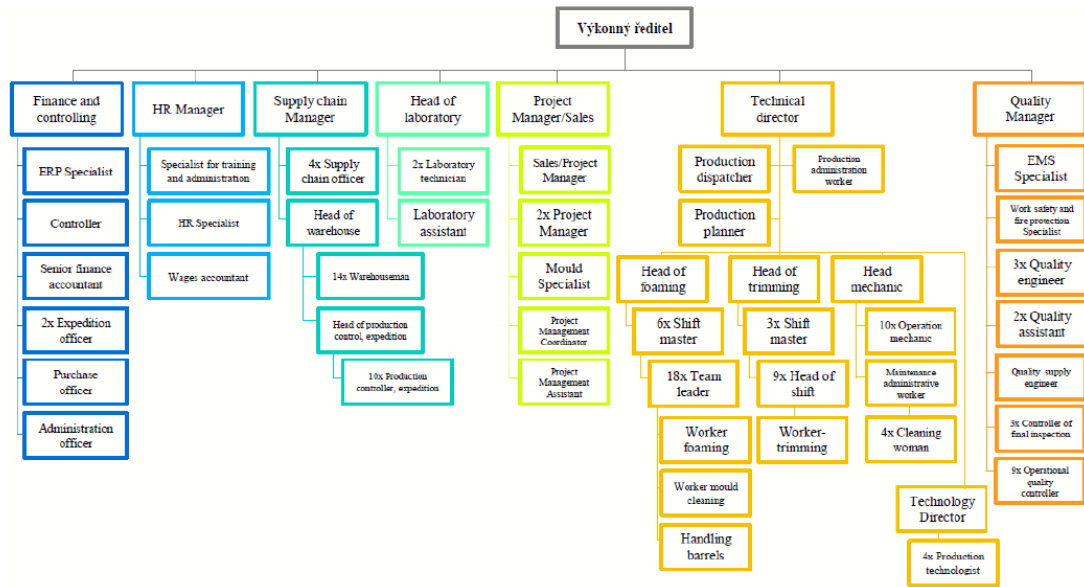 Výkonný ředitel
Finance and
controlling
ERP Specialist
Controller
Senior finance
accountant
2x Expedition
officer
Purchase
officer
Administration
officer
HR Manager
Specialist for training
and administration
HR Specialist
Wages accountant
Supply chain
Manager
4x Supply
chain officer
Head of
warehouse
14x Warehouseman
Head of production
control, expedition
10x Production
controller, expedition
Head of
laboratory
2x Laboratory
technician
Laboratory
assistant
Project
Manager/Sales
Sales/Project
Manager
2x Project
Manager
Mould
Specialist
Project
Management
Coordinator
Project
Management
Assistant
Technical
director
Production
dispatcher
Production
administration
worker
Production
planner
Head of
foaming
6x Shift
master
18x Team
leader
Worker
foaming
Worker mould
cleaning
Handling
barrels
Head of
trimming
3x Shift
master
9x Head of
shift
Worker-
trimming
Head
mechanic
10x Operation
mechanic
Maintenance
administrative
worker
4x Cleaning
woman
Technology
Director
4x Production
technologist
Quality
Manager
EMS
Specialist
Work safety and
fire protection
Specialist
3x Quality
engineer
2x Quality
assistant
Quality supply
engineer
3x Controller of
final inspection
9x Operational
quality
controller